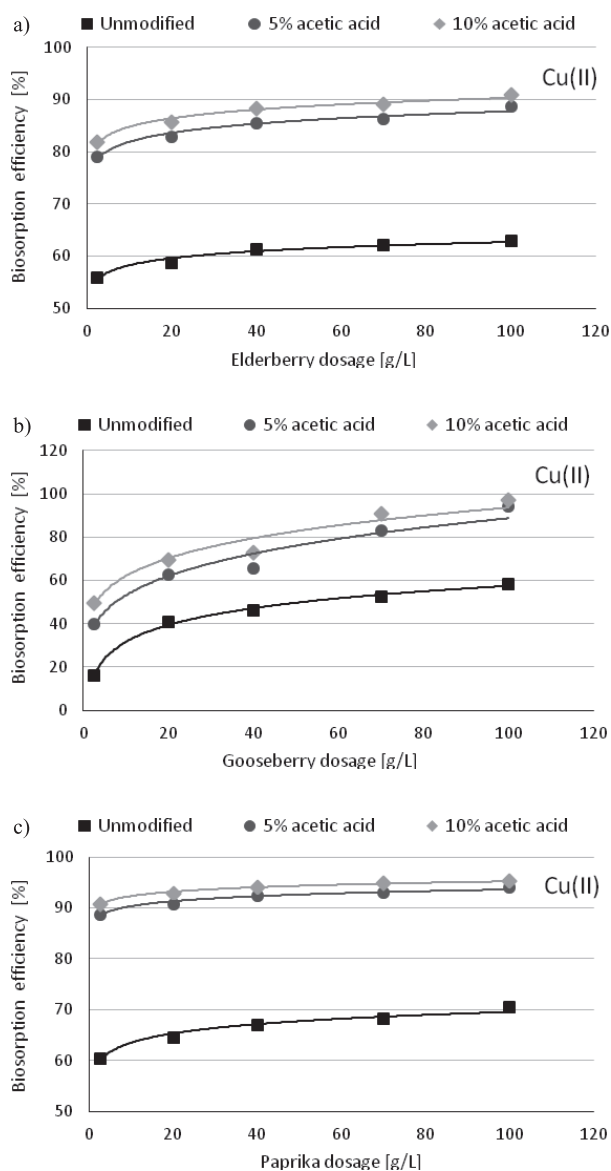 a)
■ Unmodified ● 5% acetic acid ◆ 10% acetic acid
Cu(II)
Biosorption efficiency [%]
100
90
80
70
60
50
0 20 40 60 80 100 120
Elderberry dosage [g/L]
b)
■ Unmodified ● 5% acetic acid ◆ 10% acetic acid
Cu(II)
Biosorption efficiency [%]
120
100
80
60
40
20
0
0 20 40 60 80 100 120
Gooseberry dosage [g/L]
c)
■ Unmodified ● 5% acetic acid ◆ 10% acetic acid
Cu(II)
Biosorption efficiency [%]
100
90
80
70
60
50
0 20 40 60 80 100 120
Paprika dosage [g/L]